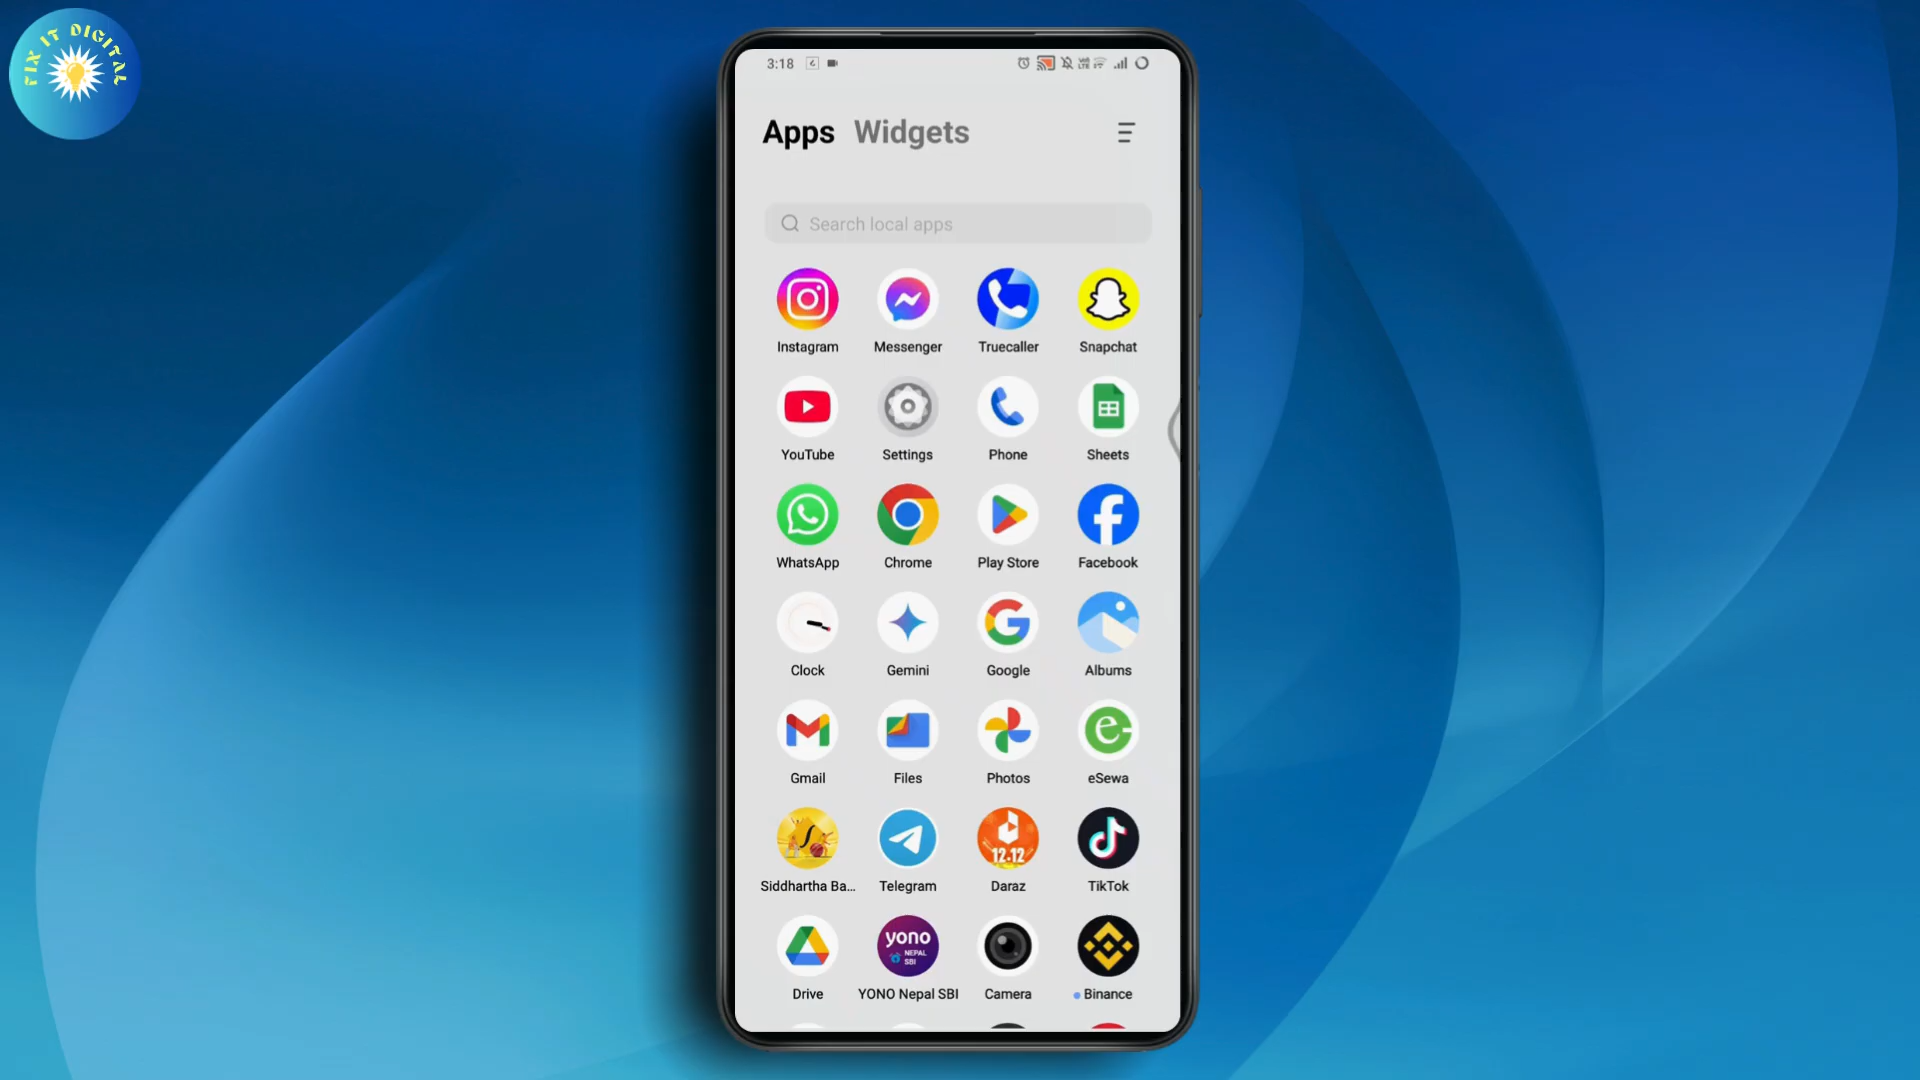 FIX IT DIGITAL
3:18
Apps Widgets
Search local apps
Instagram Messenger Truecaller Snapchat
YouTube Settings Phone Sheets
WhatsApp Chrome Play Store Facebook
Clock Gemini Google Albums
Gmail Files Photos eSewa
12.12
Siddhartha Ba... Telegram Daraz TikTok
yono
NEPAL
SBI
Drive YONO Nepal SBI Camera Binance